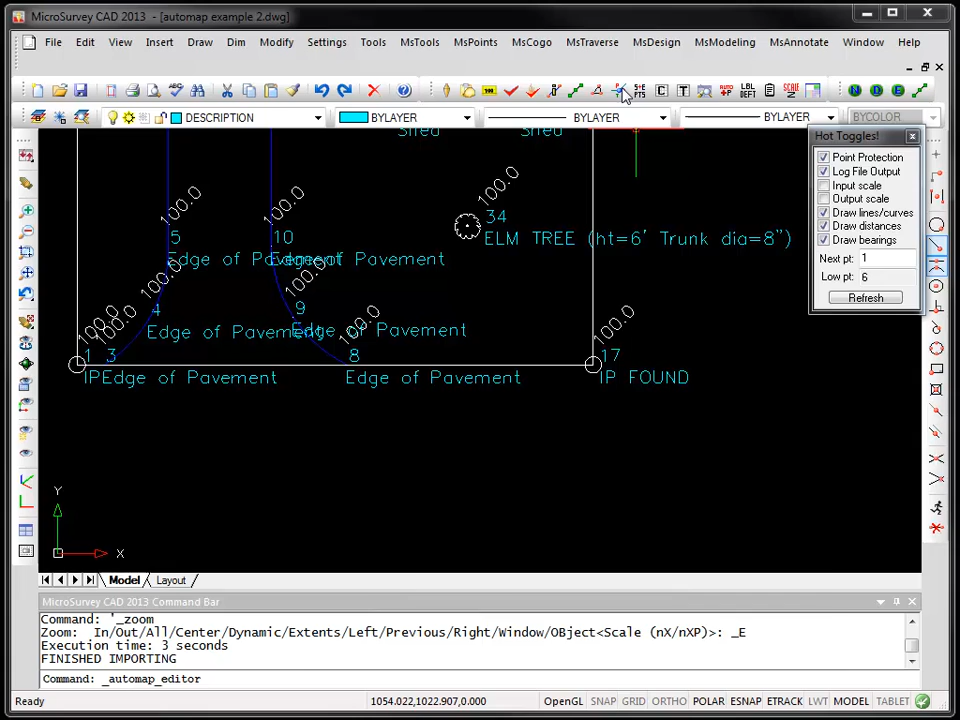 MicroSurvey CAD 2013 - [automap example 2.dwg]
File Edit View Insert Draw Dim Modify Settings Tools MsTools MsPoints MsCogo MsTraverse MsDesign MsModeling MsAnnotate Window Help
DESCRIPTION BYLAYER BYLAYER BYLAYER BYCOLOR
Shed Shed
Hot Toggles!
Point Protection
Log File Output
Input scale
Output scale
Draw lines/curves
Draw distances
Draw bearings
Next pt: 1
Low pt: 6
Refresh
100.0
34
ELM TREE (ht=6' Trunk dia=8")
100.0 100.0
5 10
Edge of Pavement Edge of Pavement
100.0 100.0
4 9
Edge of Pavement Edge of Pavement
100.0 100.0 100.0 100.0
1 3 8 17
IP Edge of Pavement Edge of Pavement IP FOUND
Y
X
Model Layout
MicroSurvey CAD 2013 Command Bar
Command: '_zoom
Zoom: In/Out/All/Center/Dynamic/Extents/Left/Previous/Right/Window/OBject<Scale (nX/nXP)>: _E
Execution time: 3 seconds
FINISHED IMPORTING
Command: _automap_editor
Ready 1054.022,1022.907,0.000 OpenGL SNAP GRID ORTHO POLAR ESNAP ETRACK LWT MODEL TABLET